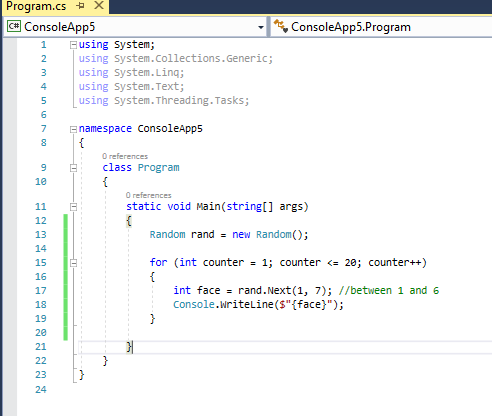 Program.cs
C# ConsoleApp5 ConsoleApp5.Program
1 using System;
2 using System.Collections.Generic;
3 using System.Linq;
4 using System.Text;
5 using System.Threading.Tasks;
6
7 namespace ConsoleApp5
8 {
0 references
9 class Program
10 {
0 references
11 static void Main(string[] args)
12 {
13 Random rand = new Random();
14
15 for (int counter = 1; counter <= 20; counter++)
16 {
17 int face = rand.Next(1, 7); //between 1 and 6
18 Console.WriteLine($"{face}");
19 }
20
21 }
22 }
23 }
24